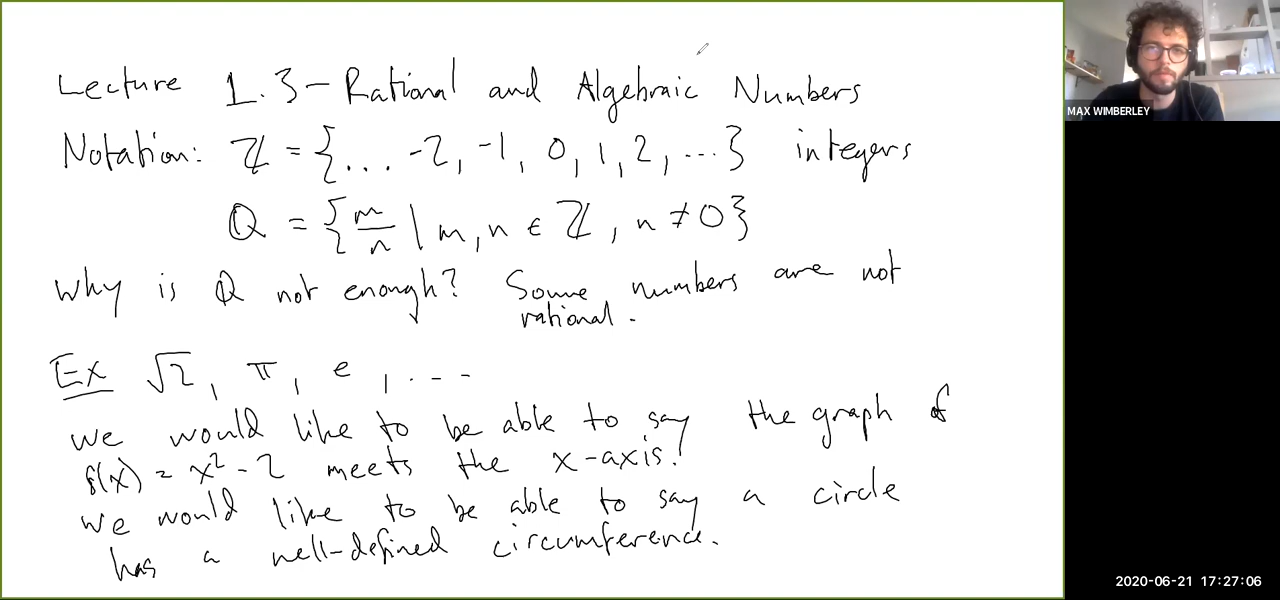 Lecture 1.3 - Rational and Algebraic Numbers
Notation: ℤ = {... -2, -1, 0, 1, 2, ...} integers
ℚ = {m/n | m, n ∈ ℤ, n ≠ 0}
Why is ℚ not enough? Some numbers are not
rational.
Ex √2, π, e, ...
we would like to be able to say the graph of
f(x) = x² - 2 meets the x-axis!
we would like to be able to say a circle
has a well-defined circumference.
MAX WIMBERLEY
2020-06-21 17:27:06